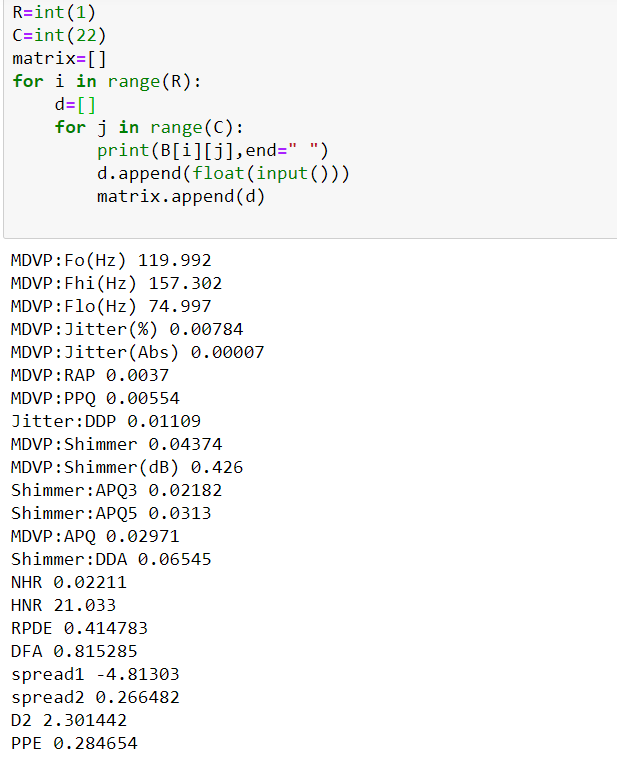 R=int(1)
C=int(22)
matrix=[]
for i in range(R):
    d=[]
    for j in range(C):
        print(B[i][j],end=" ")
        d.append(float(input()))
        matrix.append(d)
MDVP:Fo(Hz) 119.992
MDVP:Fhi(Hz) 157.302
MDVP:Flo(Hz) 74.997
MDVP:Jitter(%) 0.00784
MDVP:Jitter(Abs) 0.00007
MDVP:RAP 0.0037
MDVP:PPQ 0.00554
Jitter:DDP 0.01109
MDVP:Shimmer 0.04374
MDVP:Shimmer(dB) 0.426
Shimmer:APQ3 0.02182
Shimmer:APQ5 0.0313
MDVP:APQ 0.02971
Shimmer:DDA 0.06545
NHR 0.02211
HNR 21.033
RPDE 0.414783
DFA 0.815285
spread1 -4.81303
spread2 0.266482
D2 2.301442
PPE 0.284654